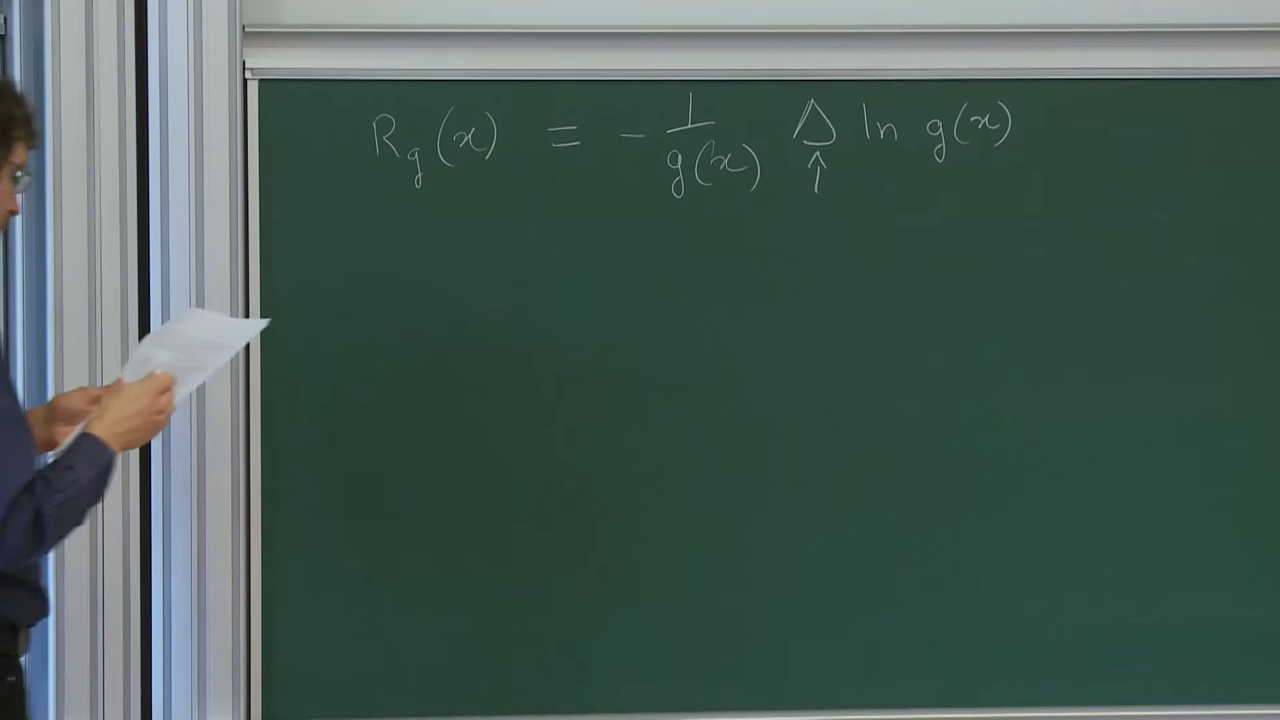 R_g(x) = - 1/g(x) Δ ln g(x)
↑